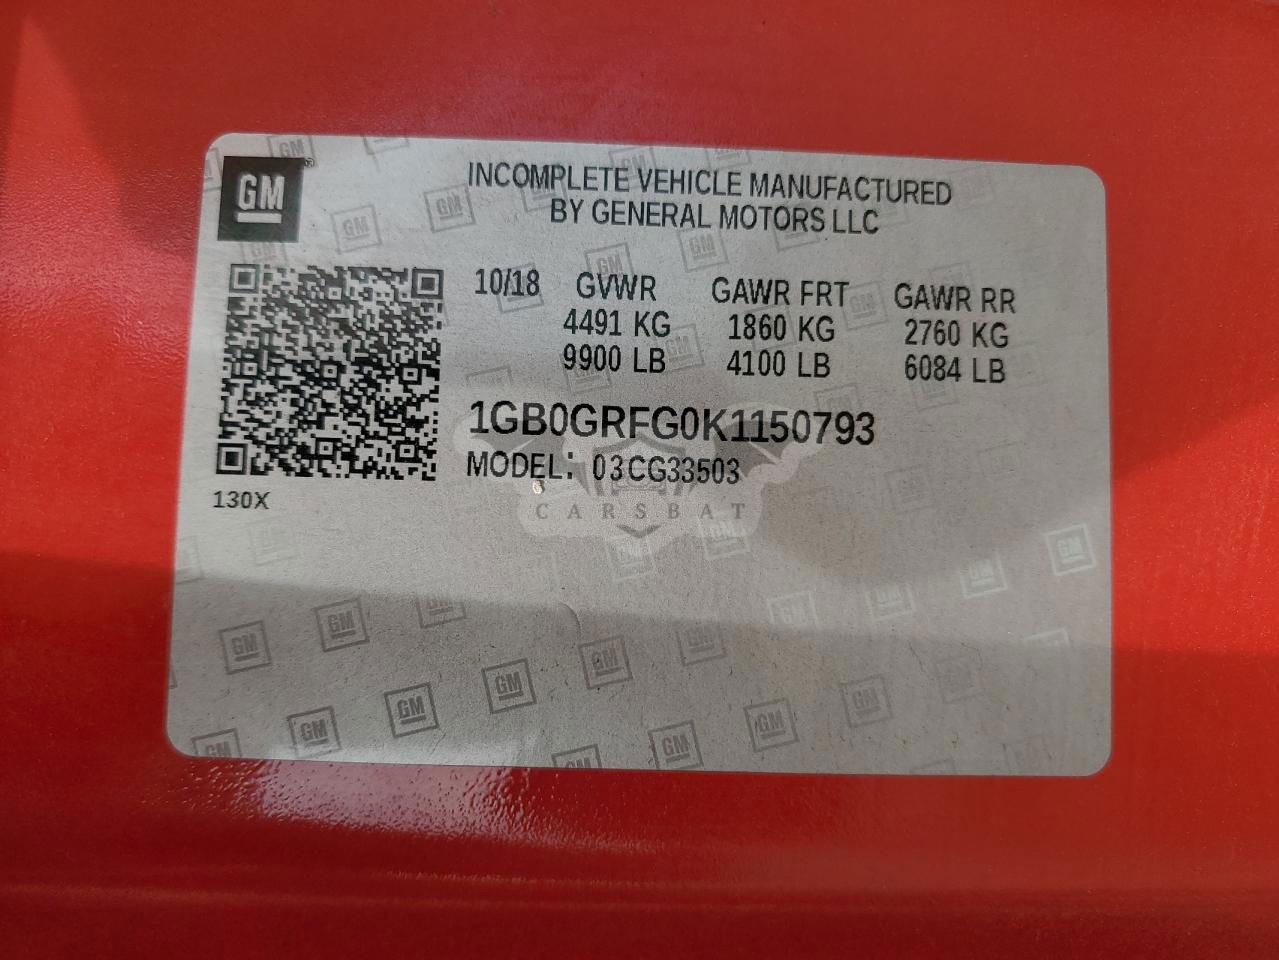 GM
INCOMPLETE VEHICLE MANUFACTURED
BY GENERAL MOTORS LLC
10/18 GVWR GAWR FRT GAWR RR
4491 KG 1860 KG 2760 KG
9900 LB 4100 LB 6084 LB
1GB0GRFG0K1150793
MODEL: 03CG33503
130X
CARSBAT